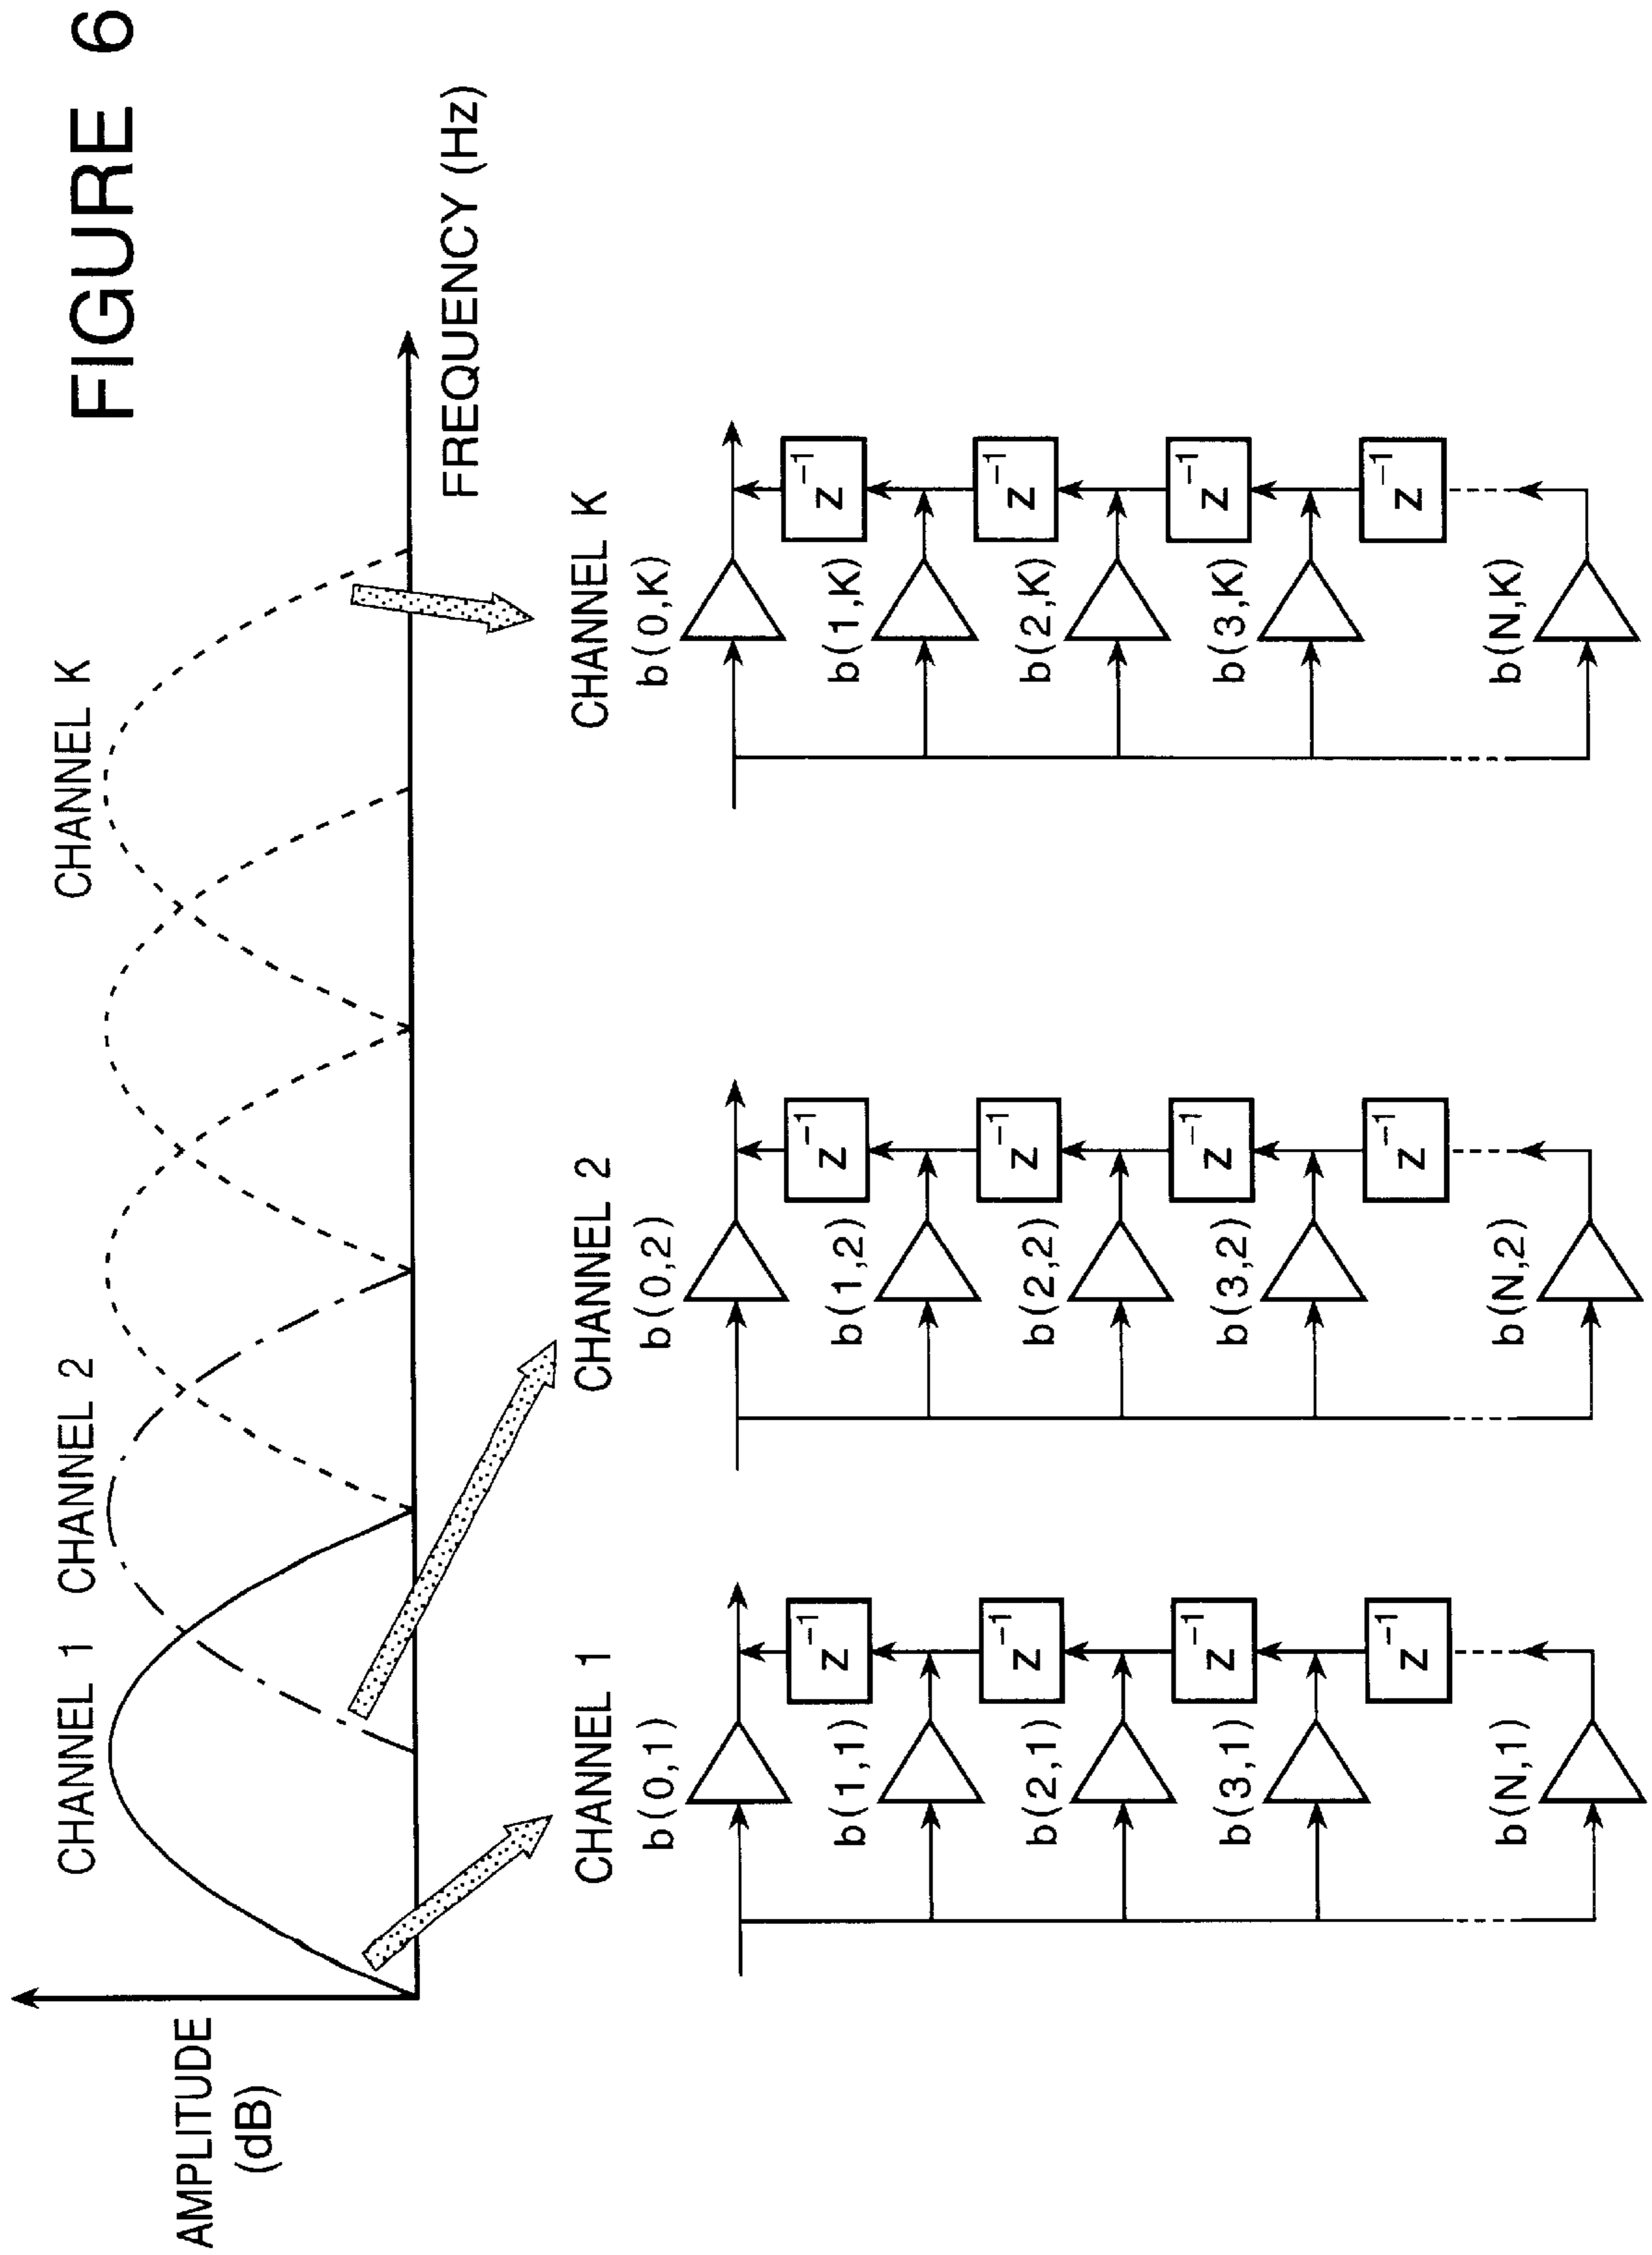 FIGURE 6
CHANNEL 1 CHANNEL 2 CHANNEL K
AMPLITUDE
(dB)
FREQUENCY (Hz)
CHANNEL 1
b(0,1)
z⁻¹
b(1,1)
z⁻¹
b(2,1)
z⁻¹
b(3,1)
z⁻¹
b(N,1)
CHANNEL 2
b(0,2)
z⁻¹
b(1,2)
z⁻¹
b(2,2)
z⁻¹
b(3,2)
z⁻¹
b(N,2)
CHANNEL K
b(0,K)
z⁻¹
b(1,K)
z⁻¹
b(2,K)
z⁻¹
b(3,K)
z⁻¹
b(N,K)